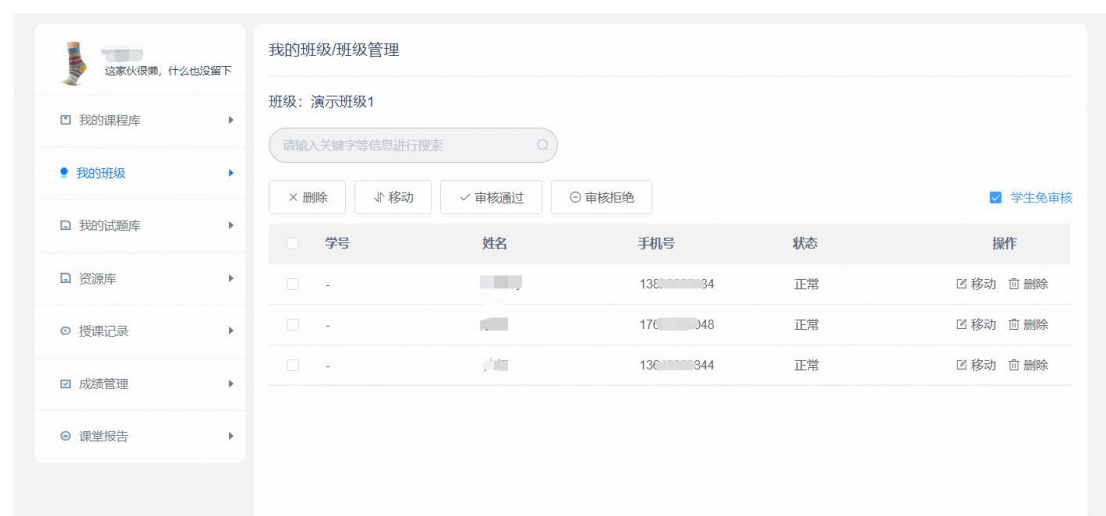 这家伙很懒，什么也没留下
我的课程库
我的班级
我的试题库
资源库
授课记录
成绩管理
课堂报告
我的班级/班级管理
班级：演示班级1
请输入关键字等信息进行搜索
删除 移动 审核通过 审核拒绝 学生免审核
学号 姓名 手机号 状态 操作
- 138 84 正常 移动 删除
- 176 048 正常 移动 删除
- 136 844 正常 移动 删除